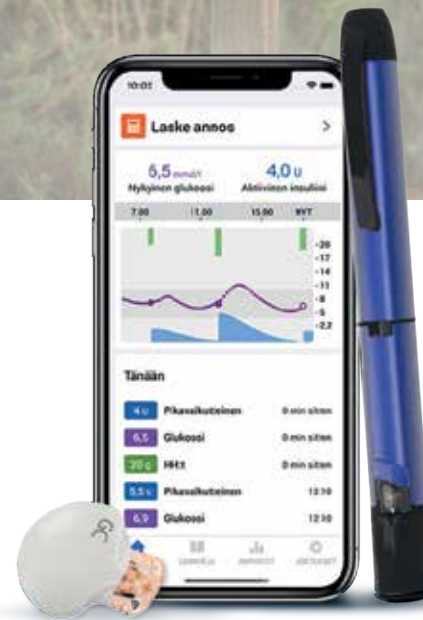 10:02
Laske annos
6,5 mmol/l 4,0 U
Nykyinen glukoosi Aktiivinen insuliini
7.00 11.00 15.00 NYT
-20
-17
-14
-11
-8
-5
-2,2
Tänään
4 U Pikavaikutteinen 0 min sitten
6,5 Glukoosi 0 min sitten
20 g HH:t 0 min sitten
5,5 U Pikavaikutteinen 12:10
6,9 Glukoosi 12:10